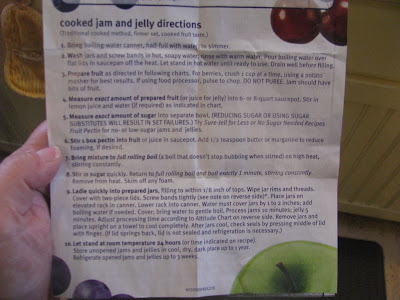 cooked jam and jelly directions
(Traditional cooked method, firmer set, cooked fruit taste.)
1. Bring boiling water canner, half-full with water, to simmer.
2. Wash jars and screw bands in hot, soapy water; rinse with warm water. Pour boiling water over
flat lids in saucepan off the heat. Let stand in hot water until ready to use. Drain well before filling.
3. Prepare fruit as directed in following charts. For berries, crush 1 cup at a time, using a potato
masher for best results. If using food processor, pulse to chop. DO NOT PUREE. Jam should have
bits of fruit.
4. Measure exact amount of prepared fruit (or juice for jelly) into 6- or 8-quart saucepot. Stir in
lemon juice and water (if required) as indicated in chart.
5. Measure exact amount of sugar into separate bowl. (REDUCING SUGAR OR USING SUGAR
SUBSTITUTES WILL RESULT IN SET FAILURES.) Try Sure-Jell for Less or No Sugar Needed Recipes
Fruit Pectin for no- or low-sugar jams and jellies.
6. Stir 1 box pectin into fruit or juice in saucepot. Add 1/2 teaspoon butter or margarine to reduce
foaming, if desired.
7. Bring mixture to full rolling boil (a boil that doesn't stop bubbling when stirred) on high heat,
stirring constantly.
8. Stir in sugar quickly. Return to full rolling boil and boil exactly 1 minute, stirring constantly.
Remove from heat. Skim off any foam.
9. Ladle quickly into prepared jars, filling to within 1/8 inch of tops. Wipe jar rims and threads.
Cover with two-piece lids. Screw bands tightly (see note on reverse side)*. Place jars on
elevated rack in canner. Lower rack into canner. Water must cover jars by 1 to 2 inches; add
boiling water if needed. Cover; bring water to gentle boil. Process jams 10 minutes; jelly 5
minutes. Adjust processing time according to Altitude Chart on reverse side. Remove jars and
place upright on a towel to cool completely. After jars cool, check seals by pressing middle of lid
with finger. (If lid springs back, lid is not sealed and refrigeration is necessary.)
10. Let stand at room temperature 24 hours (or time indicated on recipe).
Store unopened jams and jellies in cool, dry, dark place up to 1 year.
Refrigerate opened jams and jellies up to 3 weeks.